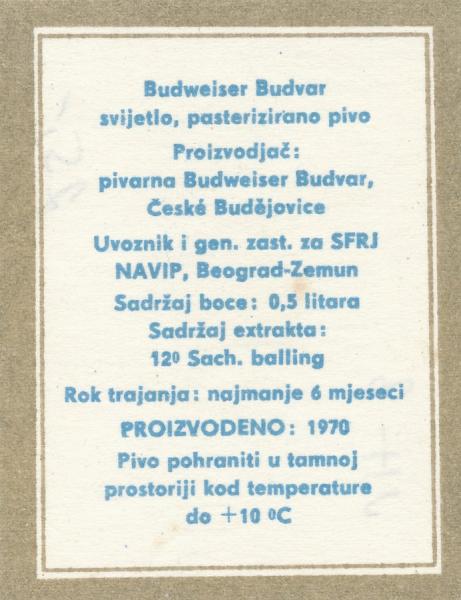 Budweiser Budvar
svijetlo, pasterizirano pivo
Proizvodjač:
pivarna Budweiser Budvar,
České Budějovice
Uvoznik i gen. zast. za SFRJ
NAVIP, Beograd-Zemun
Sadržaj boce: 0,5 litara
Sadržaj extrakta:
12⁰ Sach. balling
Rok trajanja: najmanje 6 mjeseci
PROIZVODENO: 1970
Pivo pohraniti u tamnoj
prostoriji kod temperature
do +10 ⁰C